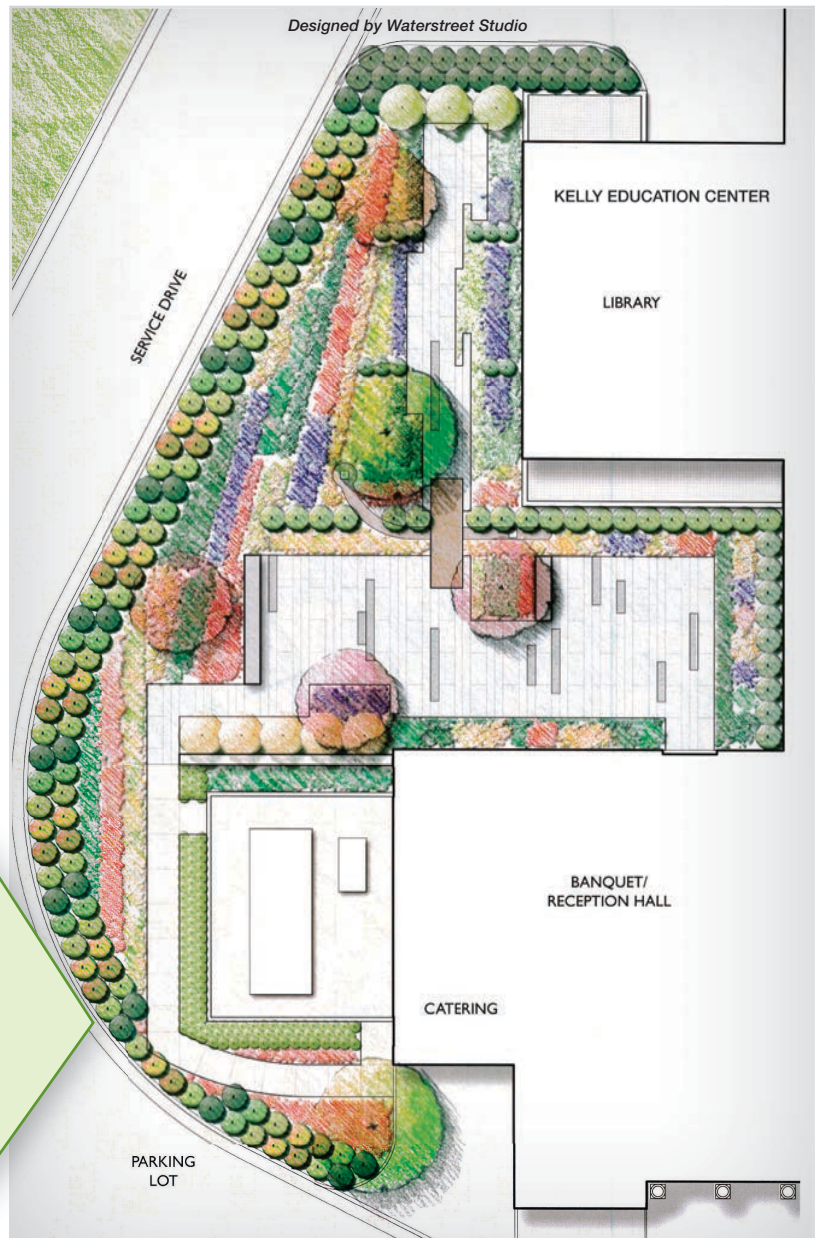 Designed by Waterstreet Studio
KELLY EDUCATION CENTER
LIBRARY
SERVICE DRIVE
BANQUET/
RECEPTION HALL
CATERING
PARKING
LOT